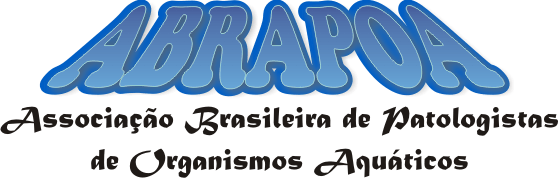 ABRAPOA
Associação Brasileira de Patologistas
de Organismos Aquáticos